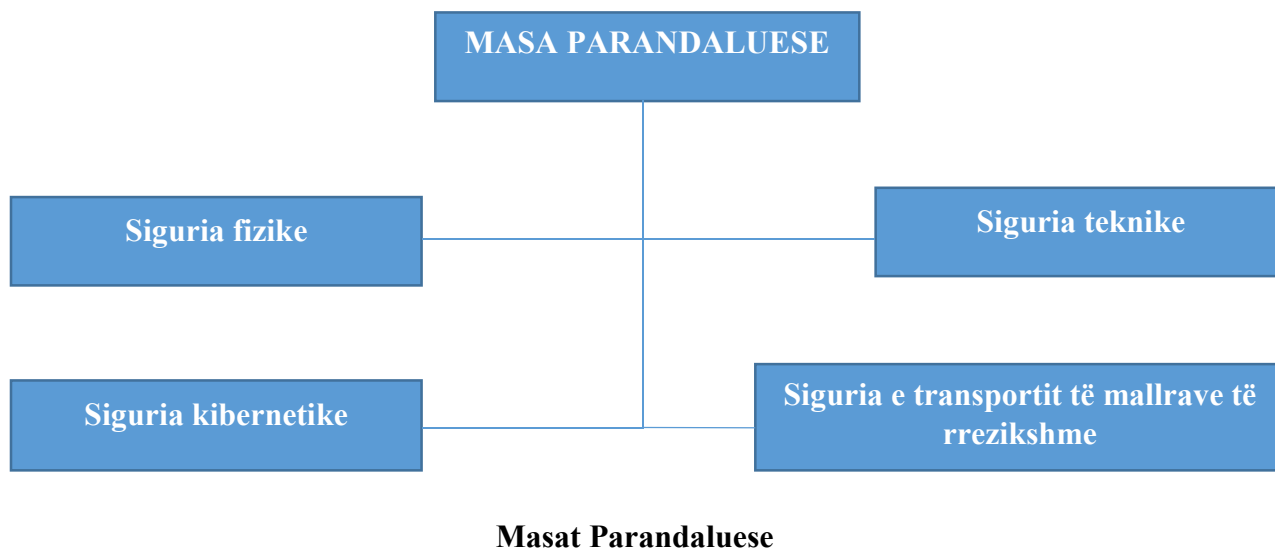 MASA PARANDALUESE
Siguria fizike
Siguria teknike
Siguria kibernetike
Siguria e transportit të mallrave të
rrezikshme
Masat Parandaluese